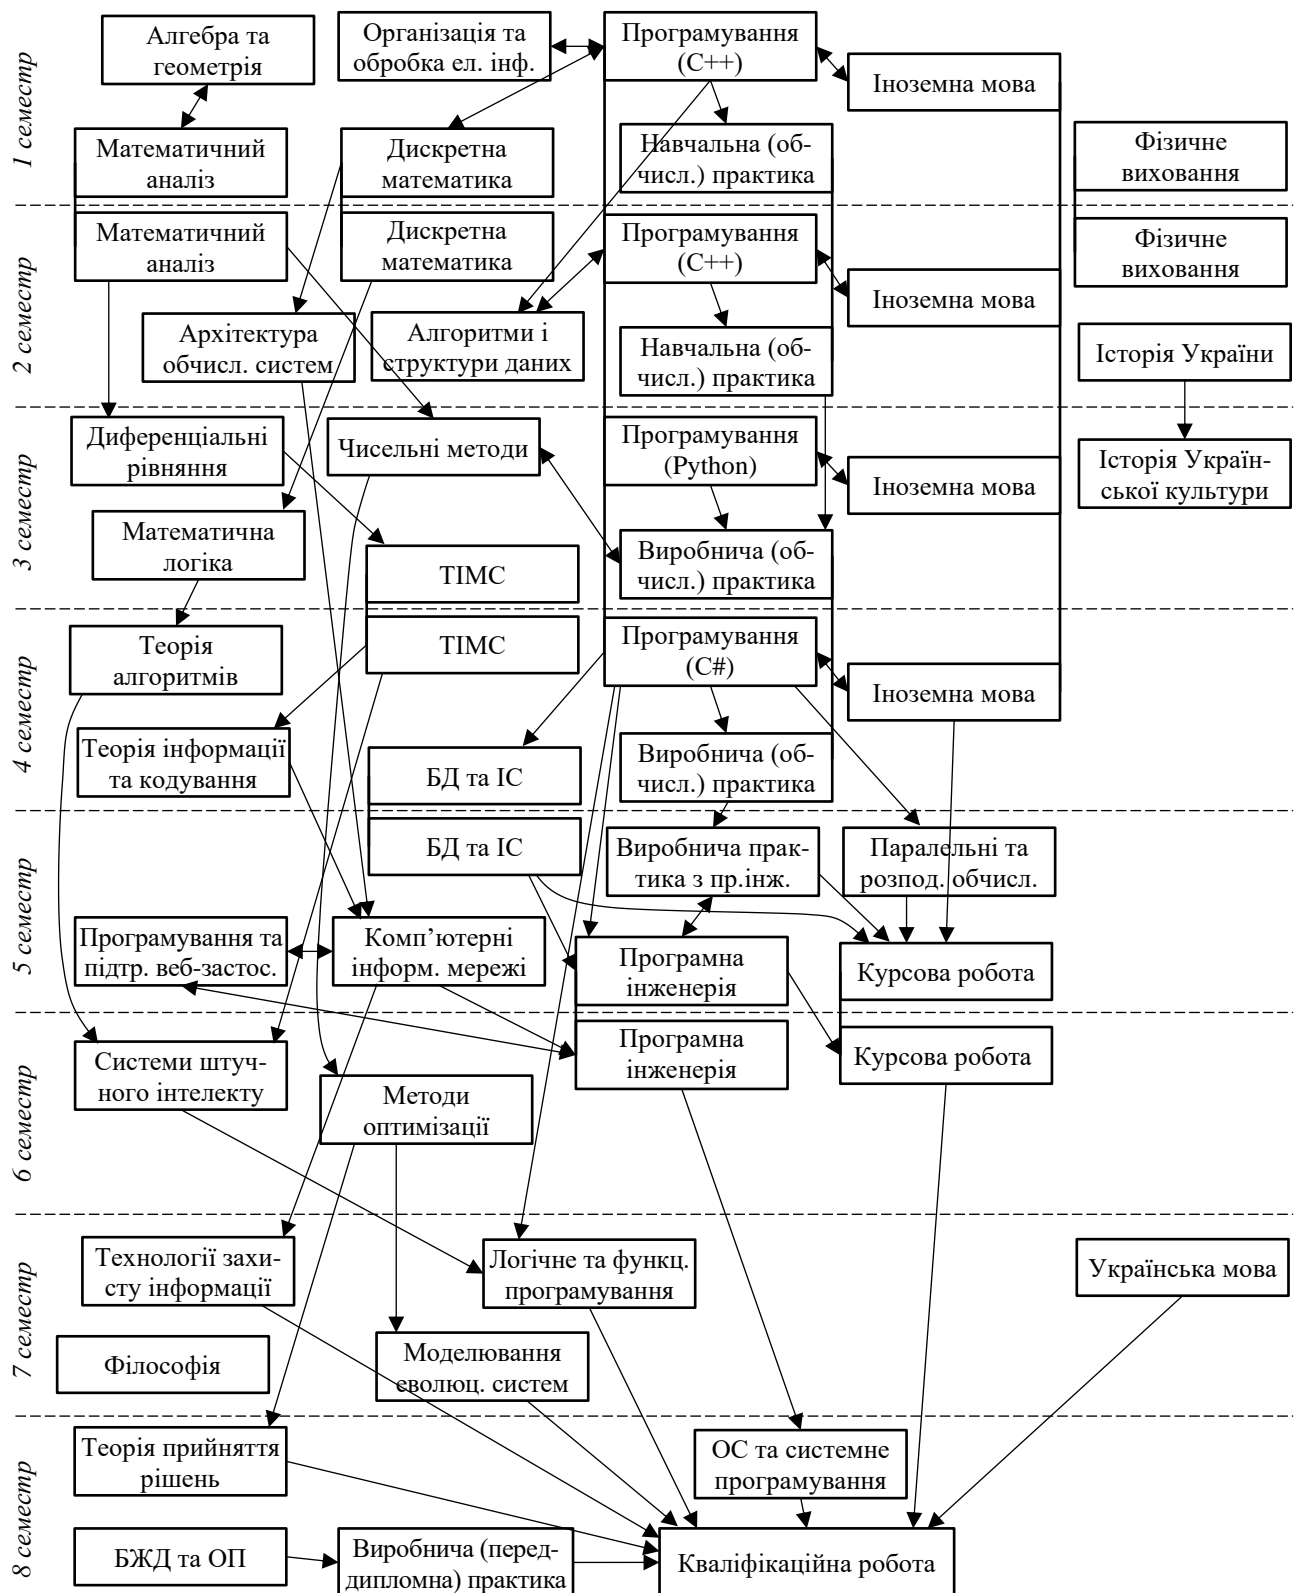 1 семестр
Алгебра та
геометрія
Організація та
обробка ел. інф.
Програмування
(C++)
Іноземна мова
Математичний
аналіз
Дискретна
математика
Навчальна (об-
числ.) практика
Фізичне
виховання
2 семестр
Математичний
аналіз
Дискретна
математика
Програмування
(C++)
Іноземна мова
Фізичне
виховання
Архітектура
обчисл. систем
Алгоритми і
структури даних
Навчальна (об-
числ.) практика
Історія України
3 семестр
Диференціальні
рівняння
Чисельні методи
Програмування
(Python)
Іноземна мова
Історія Україн-
ської культури
Математична
логіка
ТІМС
Виробнича (об-
числ.) практика
4 семестр
Теорія
алгоритмів
ТІМС
Програмування
(C#)
Іноземна мова
Теорія інформації
та кодування
БД та ІС
Виробнича (об-
числ.) практика
5 семестр
БД та ІС
Виробнича прак-
тика з пр.інж.
Паралельні та
розпод. обчисл.
Програмування та
підтр. веб-застос.
Комп’ютерні
інформ. мережі
Програмна
інженерія
Курсова робота
6 семестр
Системи штуч-
ного інтелекту
Методи
оптимізації
Програмна
інженерія
Курсова робота
7 семестр
Технології захи-
сту інформації
Логічне та функц.
програмування
Українська мова
Філософія
Моделювання
еволюц. систем
8 семестр
Теорія прийняття
рішень
ОС та системне
програмування
БЖД та ОП
Виробнича (перед-
дипломна) практика
Кваліфікаційна робота